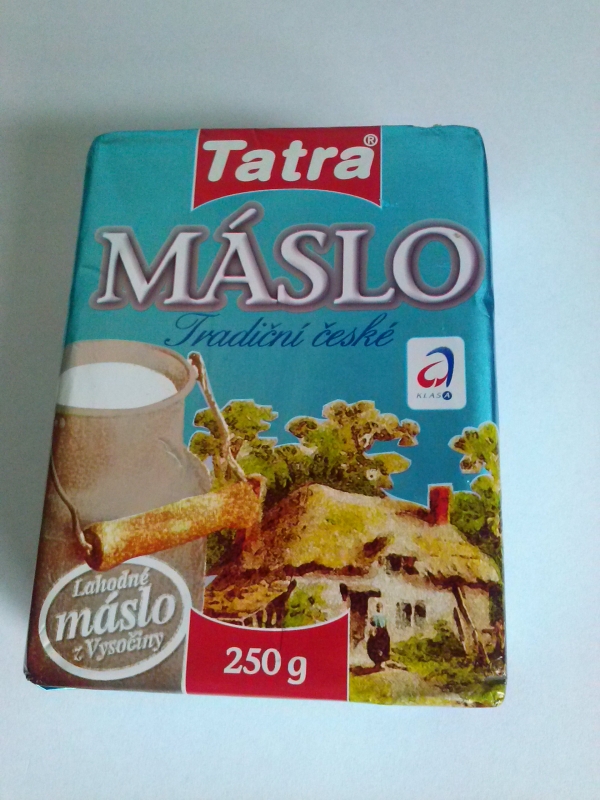 Tatra®
MÁSLO
Tradiční české
KLASA
Lahodné
máslo
z Vysočiny
250 g